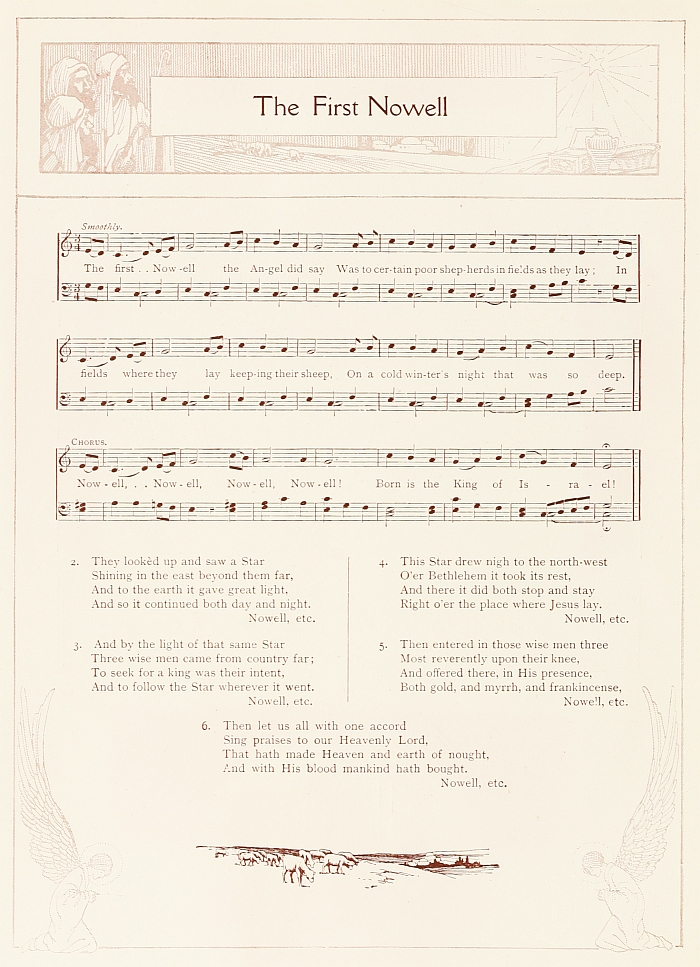 The First Nowell
Smoothly.
The first . . Now -ell the An-gel did say Was to cer-tain poor shep-herds in fields as they lay ; In
fields where they lay keep-ing their sheep, On a cold win-ter's night that was so deep.
CHORUS.
Now - ell, . . Now - ell, Now - ell, Now - ell ! Born is the King of Is - ra - el !
2. They lookèd up and saw a Star
Shining in the east beyond them far,
And to the earth it gave great light.
And so it continued both day and night.
Nowell, etc.
3. And by the light of that same Star
Three wise men came from country far ;
To seek for a king was their intent,
And to follow the Star wherever it went.
Nowell, etc.
4. This Star drew nigh to the north-west
O'er Bethlehem it took its rest,
And there it did both stop and stay
Right o'er the place where Jesus lay.
Nowell, etc.
5. Then entered in those wise men three
Most reverently upon their knee,
And offered there, in His presence,
Both gold, and myrrh, and frankincense,
Nowell, etc.
6. Then let us all with one accord
Sing praises to our Heavenly Lord,
That hath made Heaven and earth of nought,
And with His blood mankind hath bought.
Nowell, etc.